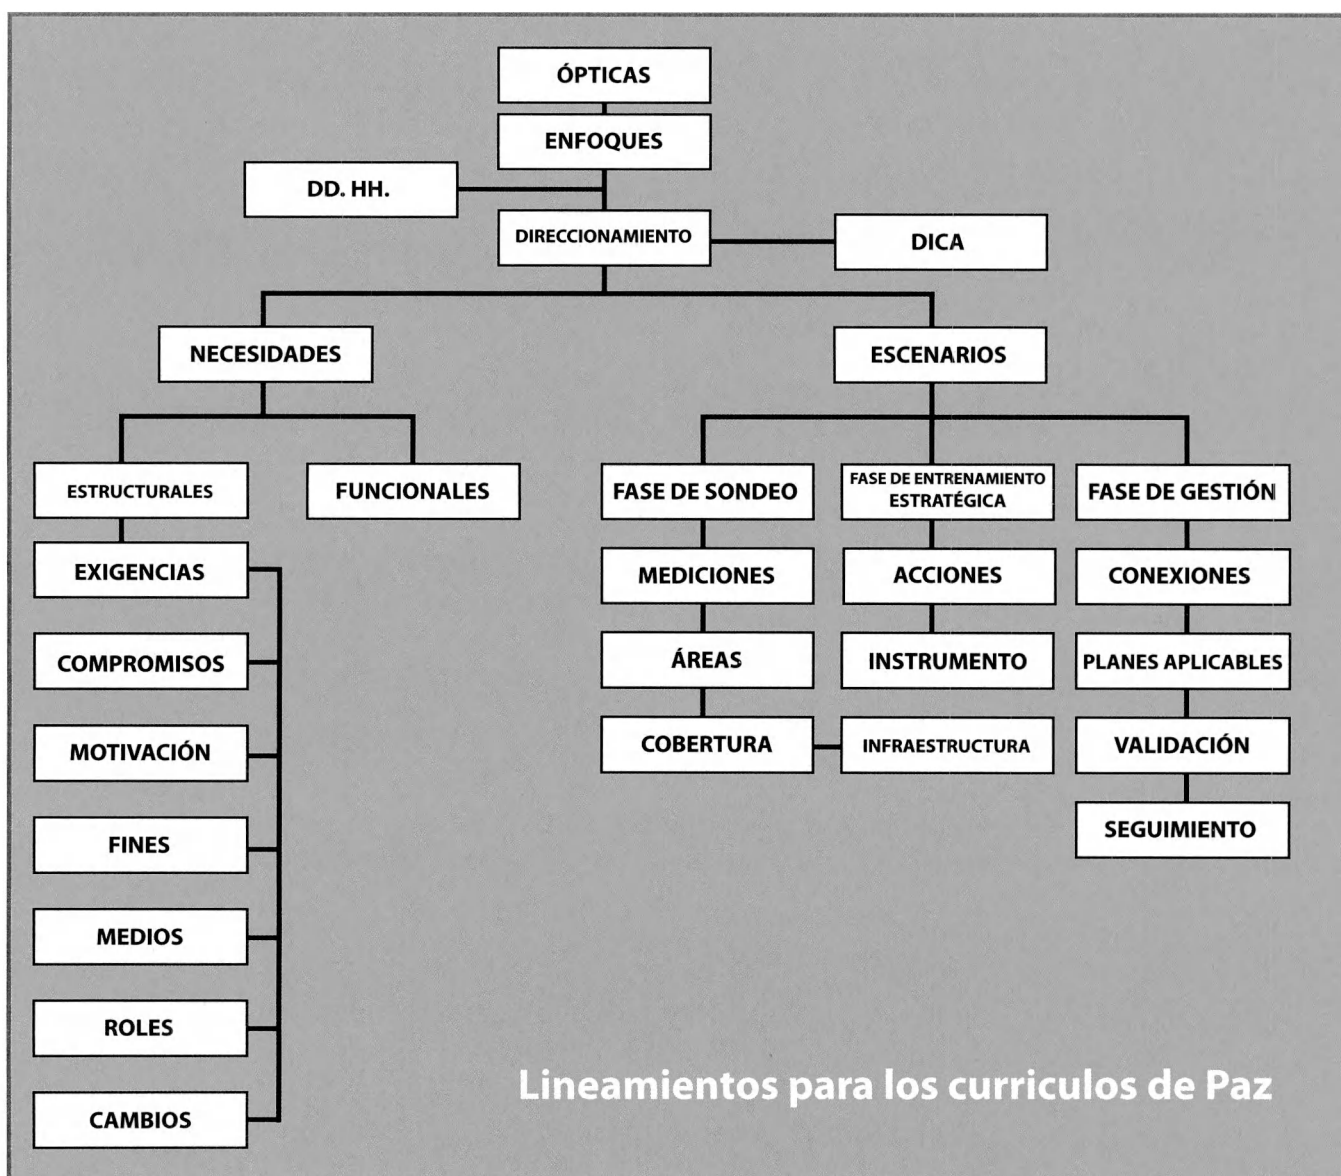 ÓPTICAS
ENFOQUES
DD. HH.
DIRECCIONAMIENTO
DICA
NECESIDADES
ESCENARIOS
ESTRUCTURALES
FUNCIONALES
FASE DE SONDEO
FASE DE ENTRENAMIENTO
ESTRATÉGICA
FASE DE GESTIÓN
EXIGENCIAS
MEDICIONES
ACCIONES
CONEXIONES
COMPROMISOS
ÁREAS
INSTRUMENTO
PLANES APLICABLES
MOTIVACIÓN
COBERTURA
INFRAESTRUCTURA
VALIDACIÓN
FINES
SEGUIMIENTO
MEDIOS
ROLES
CAMBIOS
Lineamientos para los curriculos de Paz